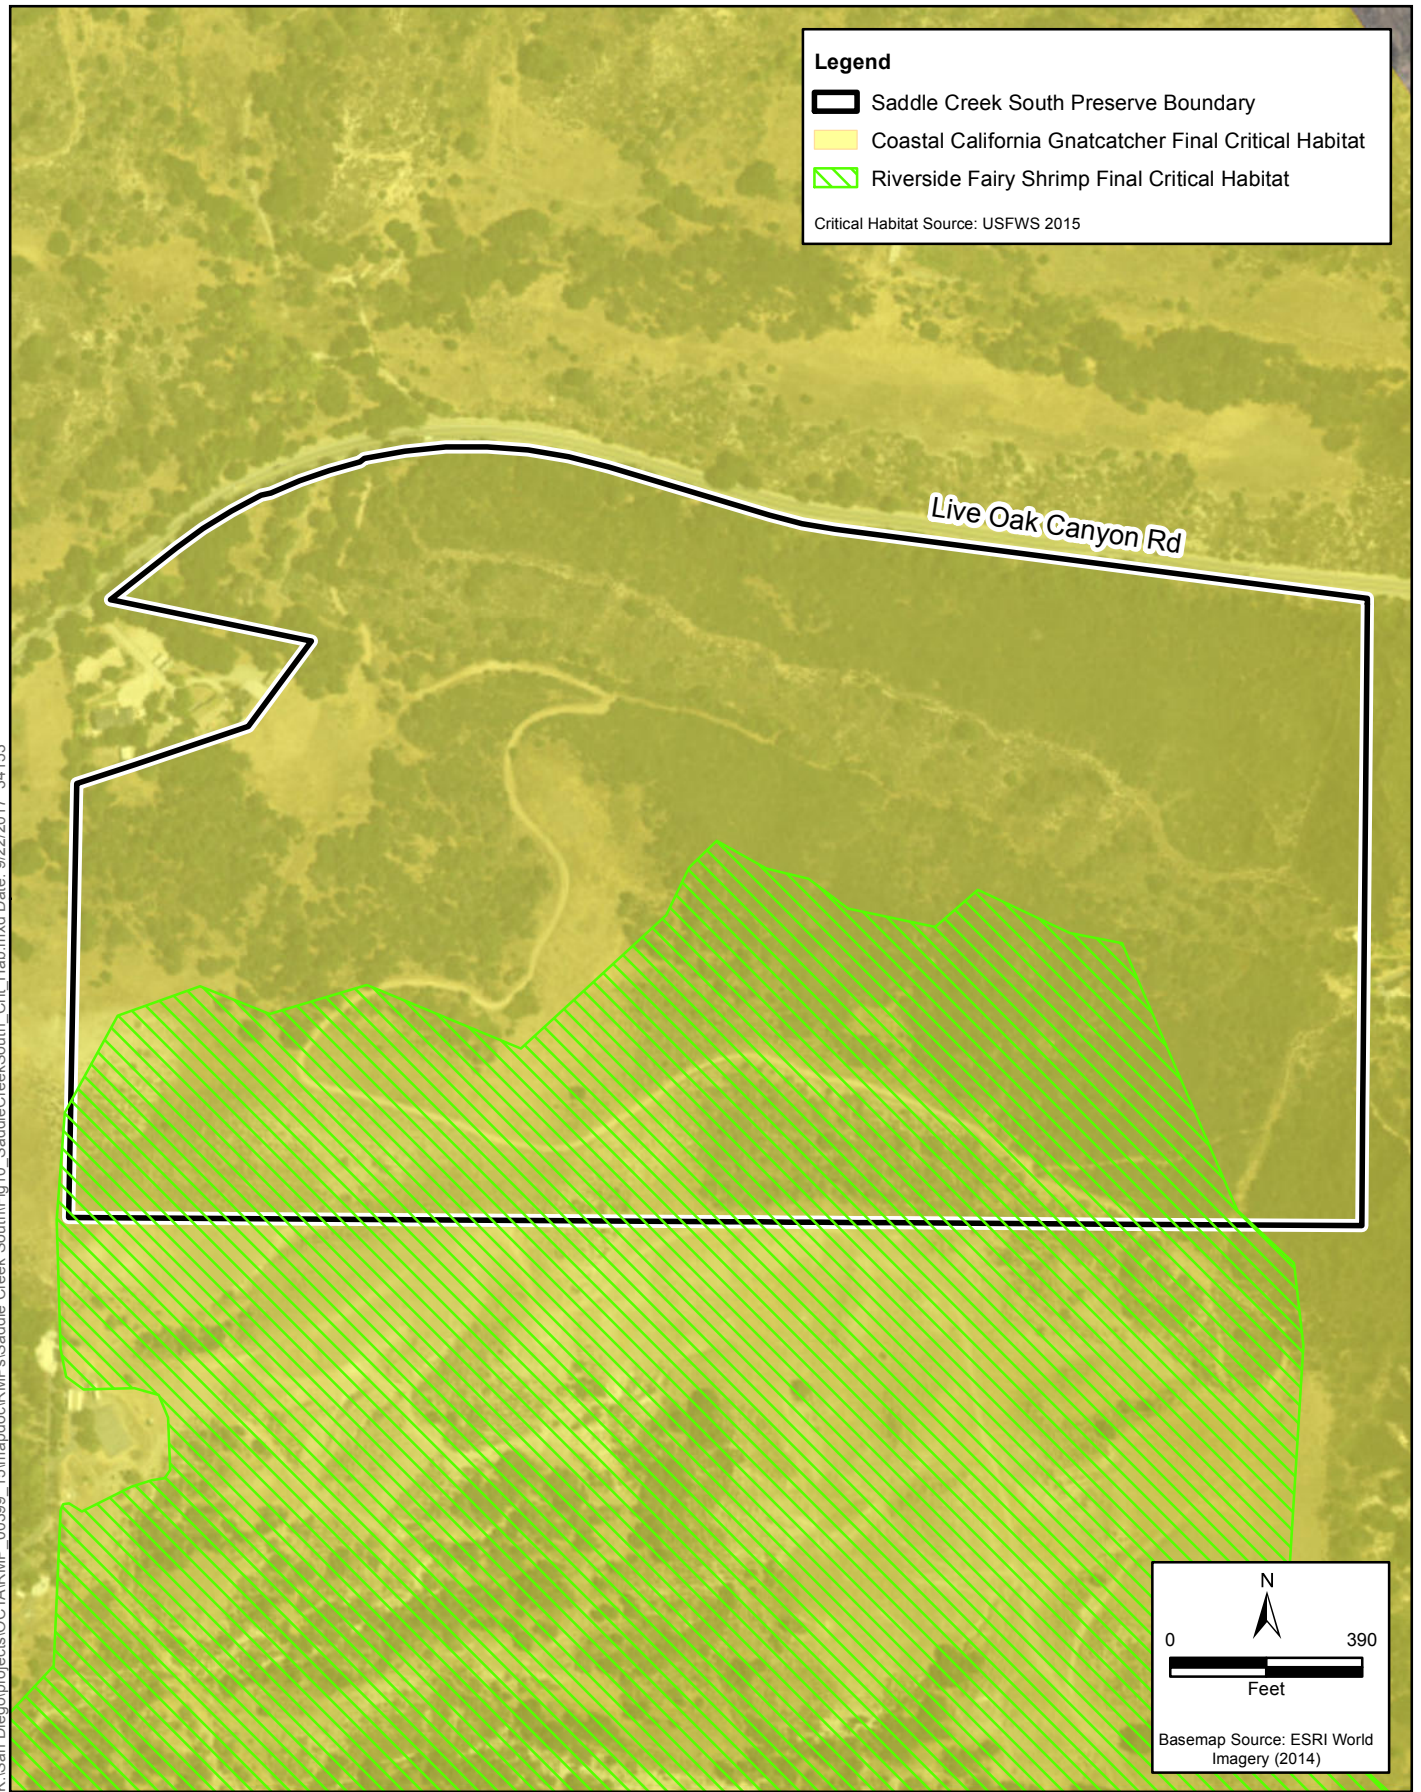 Legend
Saddle Creek South Preserve Boundary
Coastal California Gnatcatcher Final Critical Habitat
Riverside Fairy Shrimp Final Critical Habitat
Critical Habitat Source: USFWS 2015
Live Oak Canyon Rd
N
0 390
Feet
Basemap Source: ESRI World
Imagery (2014)